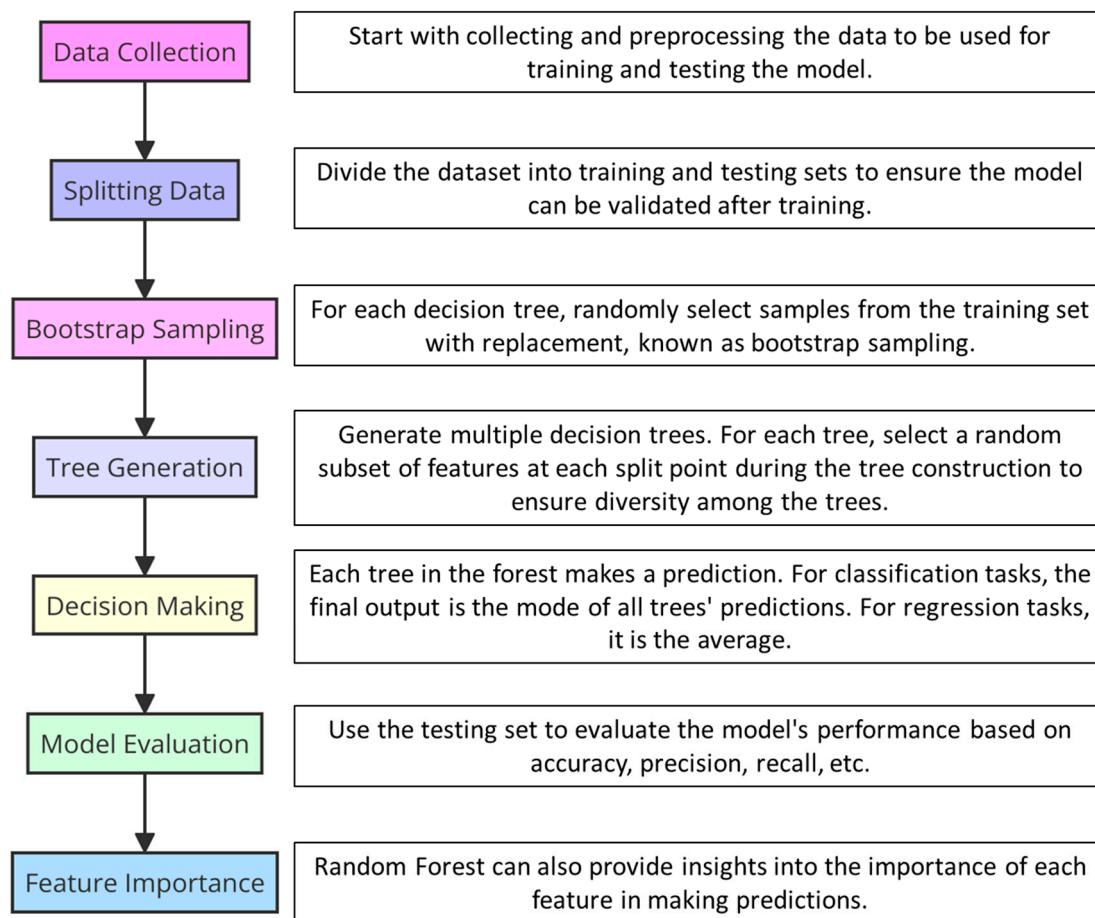 Data Collection
Start with collecting and preprocessing the data to be used for
training and testing the model.
Splitting Data
Divide the dataset into training and testing sets to ensure the model
can be validated after training.
Bootstrap Sampling
For each decision tree, randomly select samples from the training set
with replacement, known as bootstrap sampling.
Tree Generation
Generate multiple decision trees. For each tree, select a random
subset of features at each split point during the tree construction to
ensure diversity among the trees.
Decision Making
Each tree in the forest makes a prediction. For classification tasks, the
final output is the mode of all trees' predictions. For regression tasks,
it is the average.
Model Evaluation
Use the testing set to evaluate the model's performance based on
accuracy, precision, recall, etc.
Feature Importance
Random Forest can also provide insights into the importance of each
feature in making predictions.